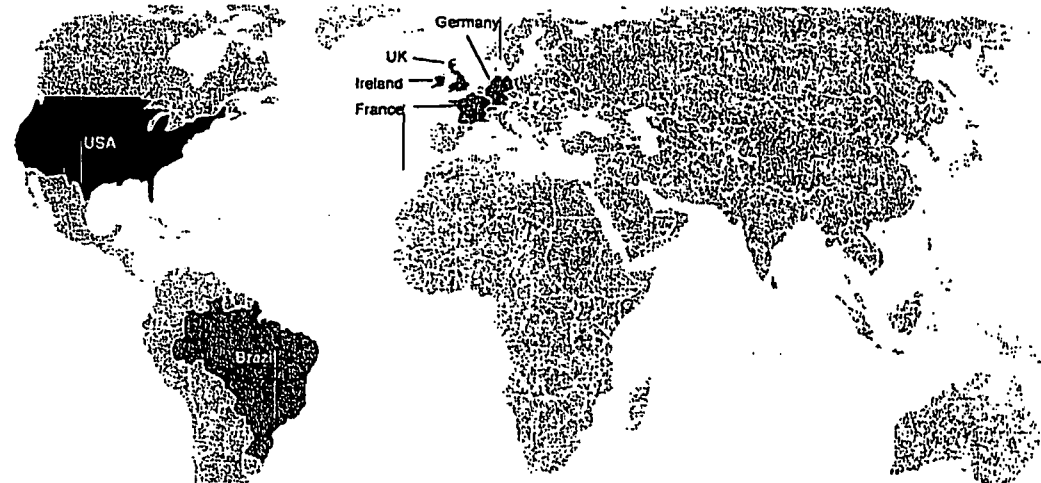 Germany
UK
Ireland
France
USA
Brazil